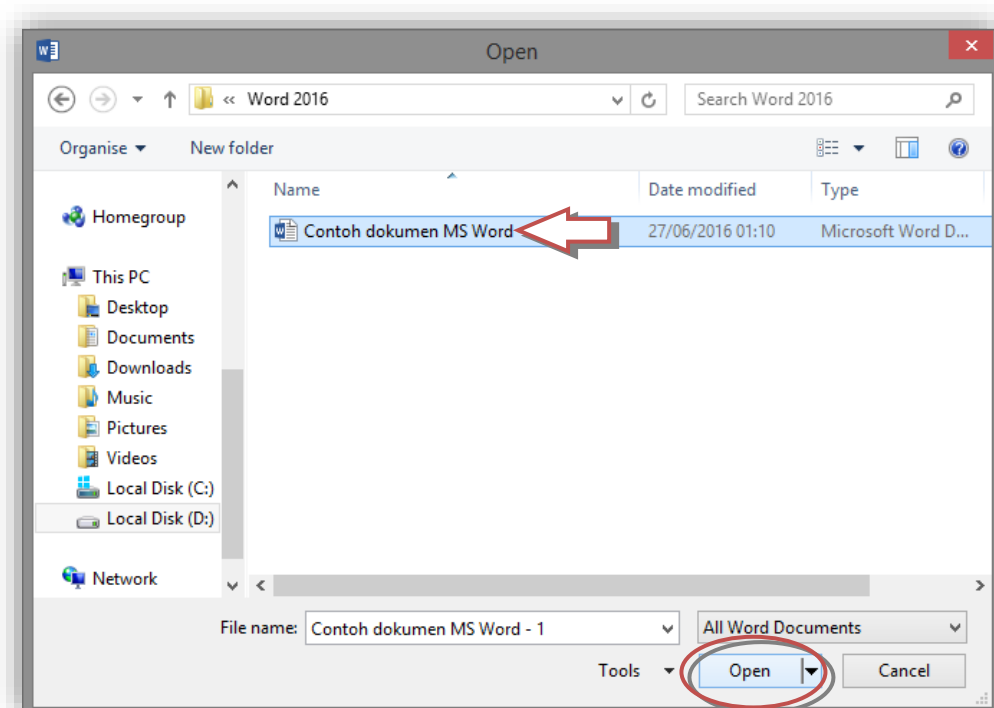 Open
« Word 2016
Search Word 2016
Organise
New folder
Name
Date modified
Type
Homegroup
Contoh dokumen MS Word
27/06/2016 01:10
Microsoft Word D...
This PC
Desktop
Documents
Downloads
Music
Pictures
Videos
Local Disk (C:)
Local Disk (D:)
Network
File name:
Contoh dokumen MS Word - 1
All Word Documents
Tools
Open
Cancel